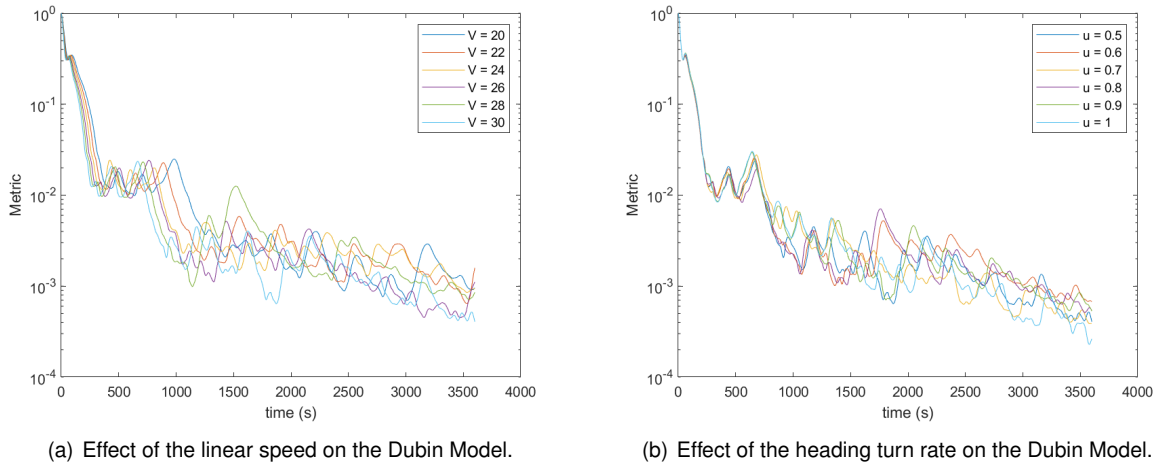 10^0
10^-1
10^-2
10^-3
10^-4
Metric
0 500 1000 1500 2000 2500 3000 3500 4000
time (s)
V = 20
V = 22
V = 24
V = 26
V = 28
V = 30
(a) Effect of the linear speed on the Dubin Model.
10^0
10^-1
10^-2
10^-3
10^-4
Metric
0 500 1000 1500 2000 2500 3000 3500 4000
time (s)
u = 0.5
u = 0.6
u = 0.7
u = 0.8
u = 0.9
u = 1
(b) Effect of the heading turn rate on the Dubin Model.